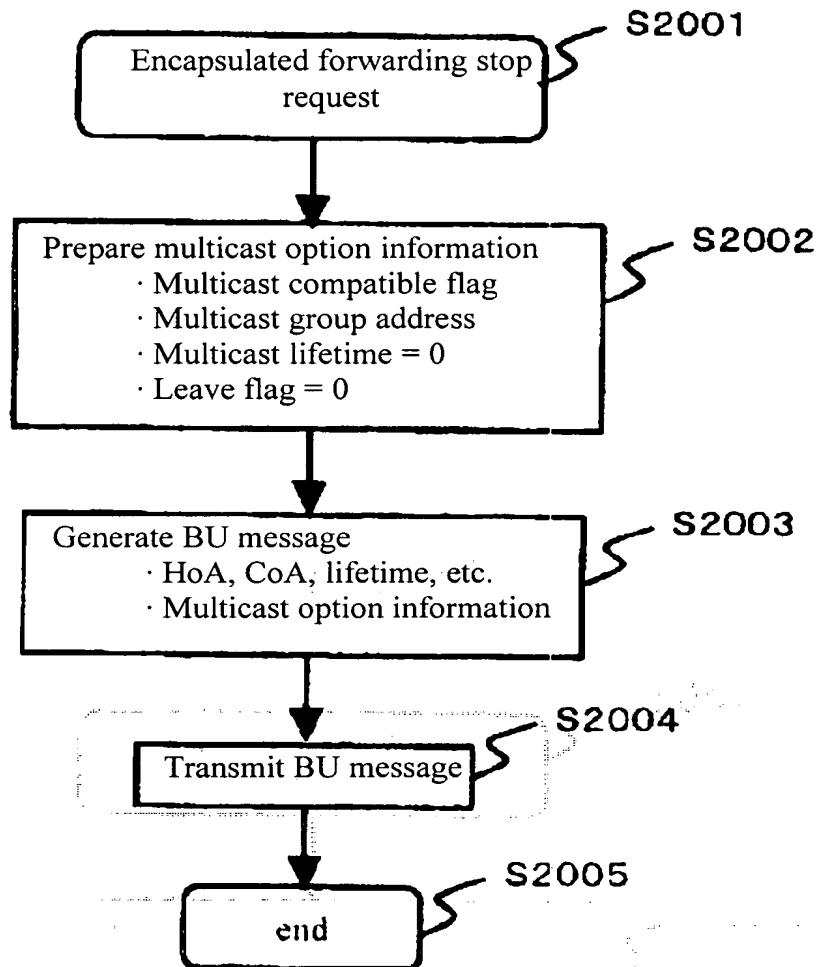 S2001
Encapsulated forwarding stop
request
S2002
Prepare multicast option information
· Multicast compatible flag
· Multicast group address
· Multicast lifetime = 0
· Leave flag = 0
S2003
Generate BU message
· HoA, CoA, lifetime, etc.
· Multicast option information
S2004
Transmit BU message
S2005
end